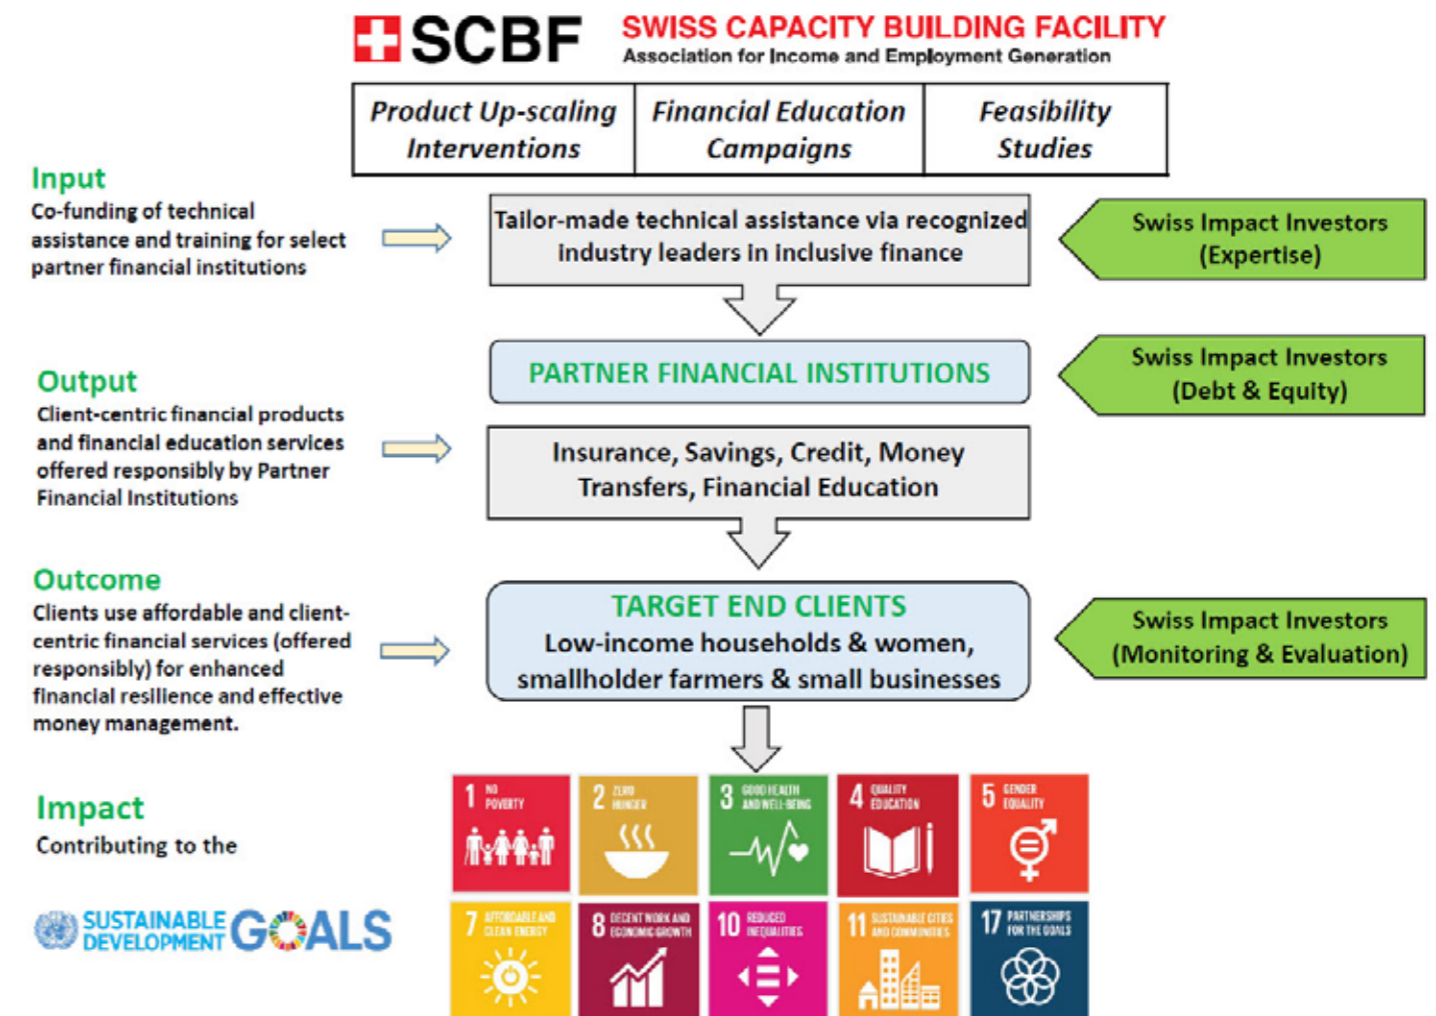 SCBF
SWISS CAPACITY BUILDING FACILITY
Association for Income and Employment Generation
Product Up-scaling
Interventions
Financial Education
Campaigns
Feasibility
Studies
Input
Co-funding of technical
assistance and training for select
partner financial institutions
Tailor-made technical assistance via recognized
industry leaders in inclusive finance
Swiss Impact Investors
(Expertise)
PARTNER FINANCIAL INSTITUTIONS
Swiss Impact Investors
(Debt & Equity)
Output
Client-centric financial products
and financial education services
offered responsibly by Partner
Financial Institutions
Insurance, Savings, Credit, Money
Transfers, Financial Education
Outcome
Clients use affordable and client-
centric financial services (offered
responsibly) for enhanced
financial resilience and effective
money management.
TARGET END CLIENTS
Low-income households & women,
smallholder farmers & small businesses
Swiss Impact Investors
(Monitoring & Evaluation)
Impact
Contributing to the
SUSTAINABLE
DEVELOPMENT
GOALS
1 NO
POVERTY
2 ZERO
HUNGER
3 GOOD HEALTH
AND WELL-BEING
4 QUALITY
EDUCATION
5 GENDER
EQUALITY
7 AFFORDABLE AND
CLEAN ENERGY
8 DECENT WORK AND
ECONOMIC GROWTH
10 REDUCED
INEQUALITIES
11 SUSTAINABLE CITIES
AND COMMUNITIES
17 PARTNERSHIPS
FOR THE GOALS